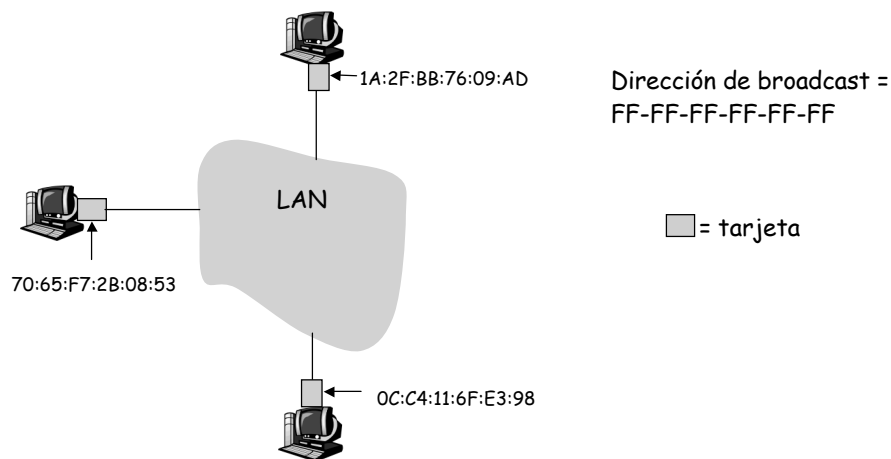 1A:2F:BB:76:09:AD
Dirección de broadcast =
FF-FF-FF-FF-FF-FF
LAN
= tarjeta
70:65:F7:2B:08:53
0C:C4:11:6F:E3:98